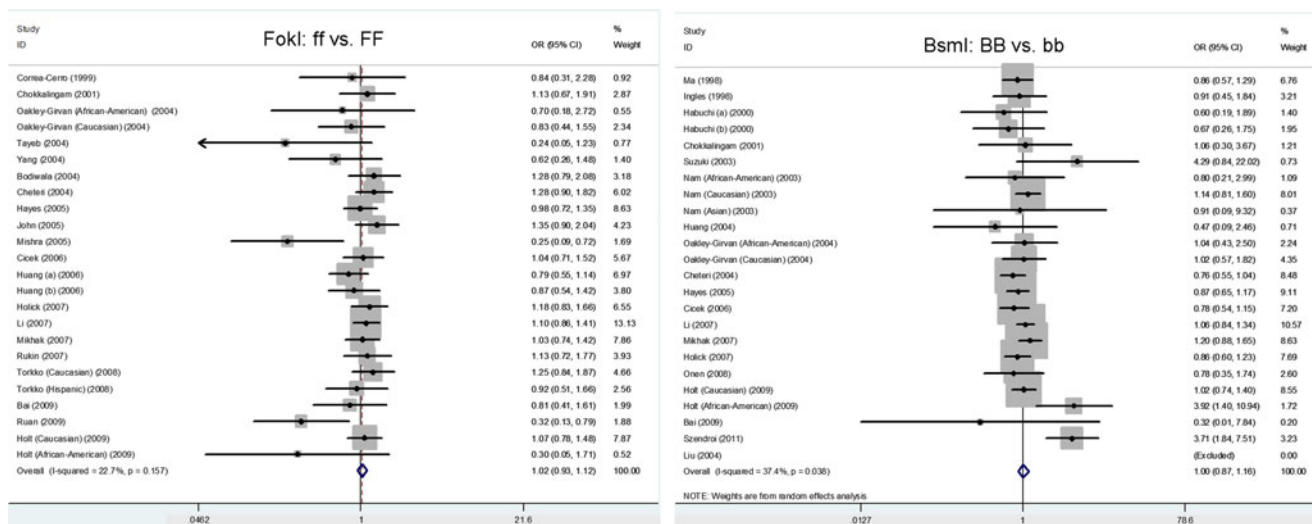 Study %
ID FokI: ff vs. FF OR (95% CI) Weight
Correa-Cerro (1999) 0.84 (0.31, 2.28) 0.92
Chokkalingam (2001) 1.13 (0.67, 1.91) 2.87
Oakley-Girvan (African-American) (2004) 0.70 (0.18, 2.72) 0.55
Oakley-Girvan (Caucasian) (2004) 0.83 (0.44, 1.55) 2.34
Tayeb (2004) 0.24 (0.05, 1.23) 0.77
Yang (2004) 0.62 (0.26, 1.48) 1.40
Bodiwala (2004) 1.28 (0.79, 2.08) 3.18
Cheteri (2004) 1.28 (0.90, 1.82) 6.02
Hayes (2005) 0.98 (0.72, 1.35) 8.63
John (2005) 1.35 (0.90, 2.04) 4.23
Mishra (2005) 0.25 (0.09, 0.72) 1.69
Cicek (2006) 1.04 (0.71, 1.52) 5.67
Huang (a) (2006) 0.79 (0.55, 1.14) 6.97
Huang (b) (2006) 0.87 (0.54, 1.42) 3.80
Holick (2007) 1.18 (0.83, 1.66) 6.55
Li (2007) 1.10 (0.86, 1.41) 13.13
Mikhak (2007) 1.03 (0.74, 1.42) 7.86
Rukin (2007) 1.13 (0.72, 1.77) 3.93
Torkko (Caucasian) (2008) 1.25 (0.84, 1.87) 4.66
Torkko (Hispanic) (2008) 0.92 (0.51, 1.66) 2.56
Bai (2009) 0.81 (0.41, 1.61) 1.99
Ruan (2009) 0.32 (0.13, 0.79) 1.88
Holt (Caucasian) (2009) 1.07 (0.78, 1.48) 7.87
Holt (African-American) (2009) 0.30 (0.05, 1.71) 0.52
Overall (I-squared = 22.7%, p = 0.157) 1.02 (0.93, 1.12) 100.00
.0462 1 21.6
Study %
ID BsmI: BB vs. bb OR (95% CI) Weight
Ma (1998) 0.86 (0.57, 1.29) 6.76
Ingles (1998) 0.91 (0.45, 1.84) 3.21
Habuchi (a) (2000) 0.60 (0.19, 1.89) 1.40
Habuchi (b) (2000) 0.67 (0.26, 1.75) 1.95
Chokkalingam (2001) 1.06 (0.30, 3.67) 1.21
Suzuki (2003) 4.29 (0.84, 22.02) 0.73
Nam (African-American) (2003) 0.80 (0.21, 2.99) 1.09
Nam (Caucasian) (2003) 1.14 (0.81, 1.60) 8.01
Nam (Asian) (2003) 0.91 (0.09, 9.32) 0.37
Huang (2004) 0.47 (0.09, 2.46) 0.71
Oakley-Girvan (African-American) (2004) 1.04 (0.43, 2.50) 2.24
Oakley-Girvan (Caucasian) (2004) 1.02 (0.57, 1.82) 4.35
Cheteri (2004) 0.76 (0.55, 1.04) 8.48
Hayes (2005) 0.87 (0.65, 1.17) 9.11
Cicek (2006) 0.78 (0.54, 1.15) 7.20
Li (2007) 1.06 (0.84, 1.34) 10.57
Mikhak (2007) 1.20 (0.88, 1.65) 8.63
Holick (2007) 0.86 (0.60, 1.23) 7.69
Onen (2008) 0.78 (0.35, 1.74) 2.60
Holt (Caucasian) (2009) 1.02 (0.74, 1.40) 8.55
Holt (African-American) (2009) 3.92 (1.40, 10.94) 1.72
Bai (2009) 0.32 (0.01, 7.84) 0.20
Szendroi (2011) 3.71 (1.84, 7.51) 3.23
Liu (2004) (Excluded) 0.00
Overall (I-squared = 37.4%, p = 0.038) 1.00 (0.87, 1.16) 100.00
NOTE: Weights are from random effects analysis
.0127 1 78.6